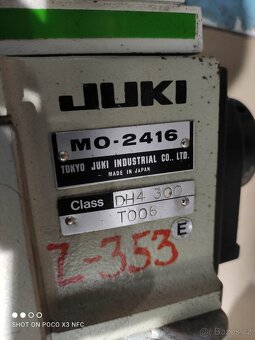 JUKI
MO-2416
TOKYO JUKI INDUSTRIAL CO., LTD.
- MADE IN JAPAN -
Class DH4 300
T006
E
Z-353
SHOT ON POCO X3 NFC